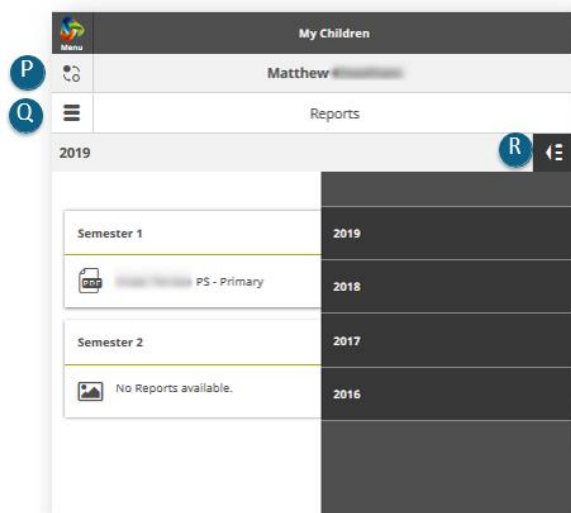 Menu
My Children
P
Matthew
Q
Reports
2019
R
Semester 1
PDF
PS - Primary
Semester 2
No Reports available.
2019
2018
2017
2016